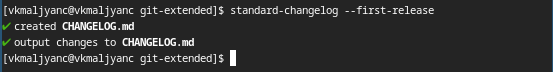 [vkmaljyanc@vkmaljyanc git-extended]$ standard-changelog --first-release
✔ created CHANGELOG.md
✔ output changes to CHANGELOG.md
[vkmaljyanc@vkmaljyanc git-extended]$